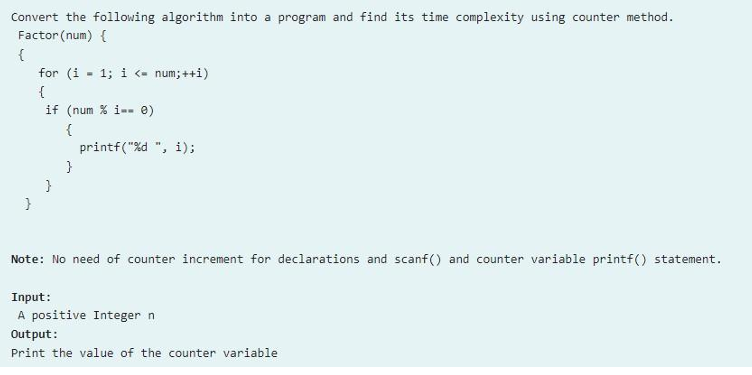 Convert the following algorithm into a program and find its time complexity using counter method.
Factor(num) {
{
for (i = 1; i <= num;++i)
{
if (num % i== 0)
{
printf("%d ", i);
}
}
}
Note: No need of counter increment for declarations and scanf() and counter variable printf() statement.
Input:
A positive Integer n
Output:
Print the value of the counter variable